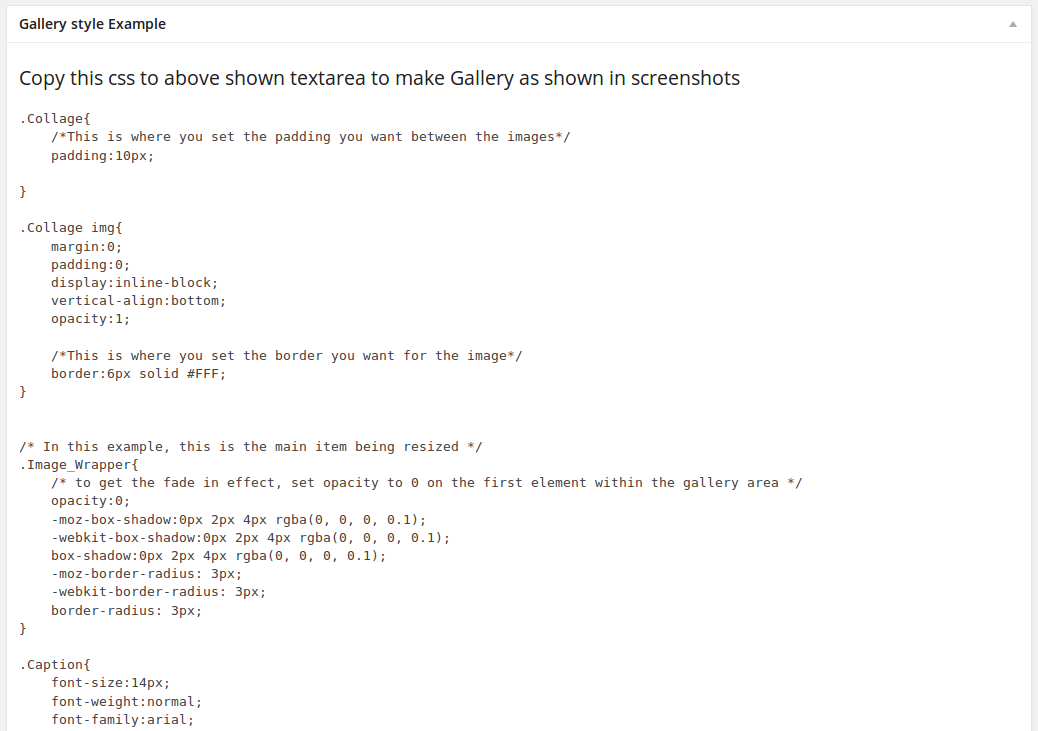 Gallery style Example
Copy this css to above shown textarea to make Gallery as shown in screenshots
.Collage{
    /*This is where you set the padding you want between the images*/
    padding:10px;

}

.Collage img{
    margin:0;
    padding:0;
    display:inline-block;
    vertical-align:bottom;
    opacity:1;

    /*This is where you set the border you want for the image*/
    border:6px solid #FFF;
}


/* In this example, this is the main item being resized */
.Image_Wrapper{
    /* to get the fade in effect, set opacity to 0 on the first element within the gallery area */
    opacity:0;
    -moz-box-shadow:0px 2px 4px rgba(0, 0, 0, 0.1);
    -webkit-box-shadow:0px 2px 4px rgba(0, 0, 0, 0.1);
    box-shadow:0px 2px 4px rgba(0, 0, 0, 0.1);
    -moz-border-radius: 3px;
    -webkit-border-radius: 3px;
    border-radius: 3px;
}

.Caption{
    font-size:14px;
    font-weight:normal;
    font-family:arial;